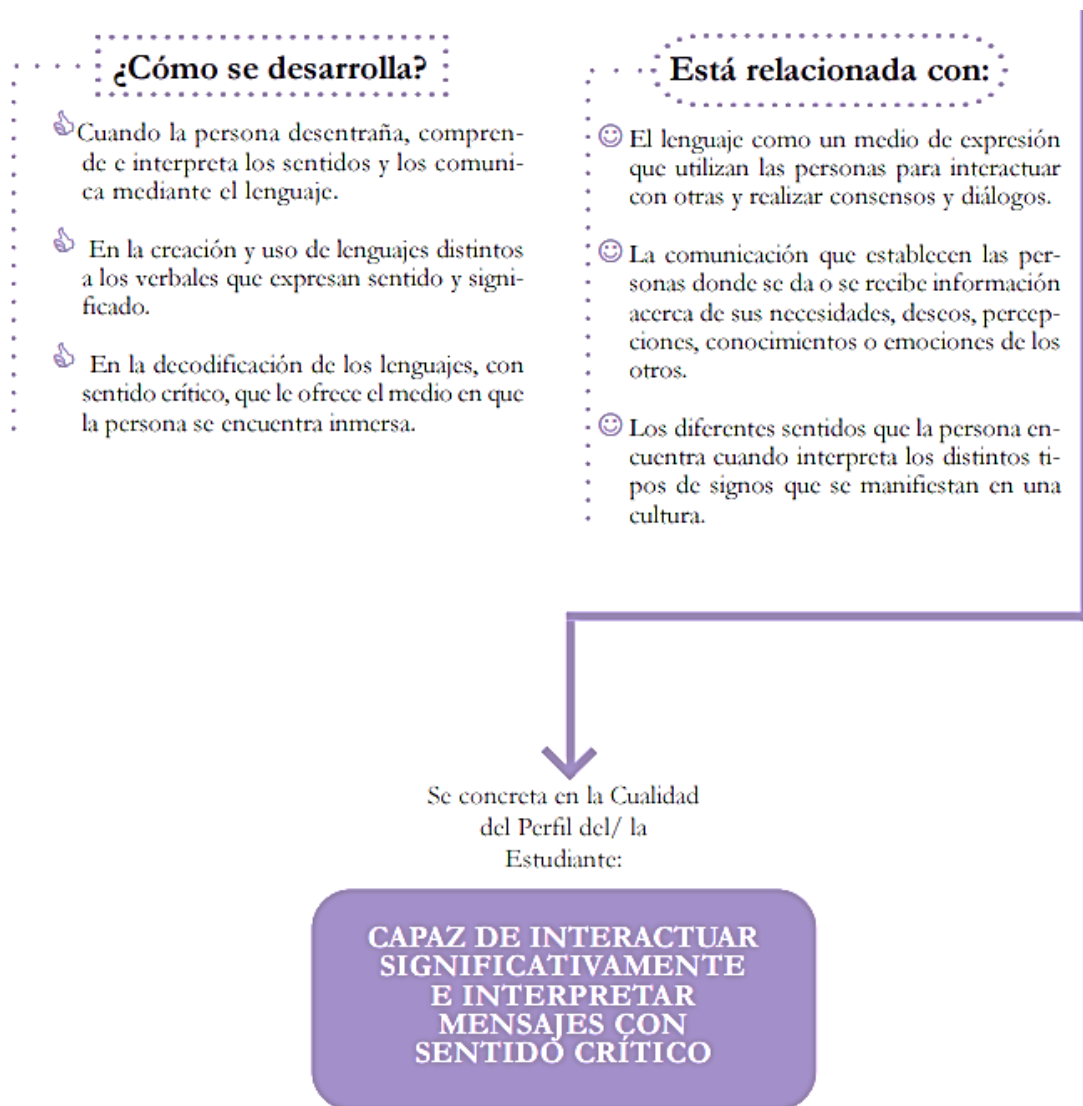 ¿Cómo se desarrolla?
Cuando la persona desentraña, compren-
de e interpreta los sentidos y los comuni-
ca mediante el lenguaje.
En la creación y uso de lenguajes distintos
a los verbales que expresan sentido y signi-
ficado.
En la decodificación de los lenguajes, con
sentido crítico, que le ofrece el medio en que
la persona se encuentra inmersa.
Está relacionada con:
El lenguaje como un medio de expresión
que utilizan las personas para interactuar
con otras y realizar consensos y diálogos.
La comunicación que establecen las per-
sonas donde se da o se recibe información
acerca de sus necesidades, deseos, percep-
ciones, conocimientos o emociones de los
otros.
Los diferentes sentidos que la persona en-
cuentra cuando interpreta los distintos ti-
pos de signos que se manifiestan en una
cultura.
Se concreta en la Cualidad
del Perfil del/ la
Estudiante:
CAPAZ DE INTERACTUAR
SIGNIFICATIVAMENTE
E INTERPRETAR
MENSAJES CON
SENTIDO CRÍTICO